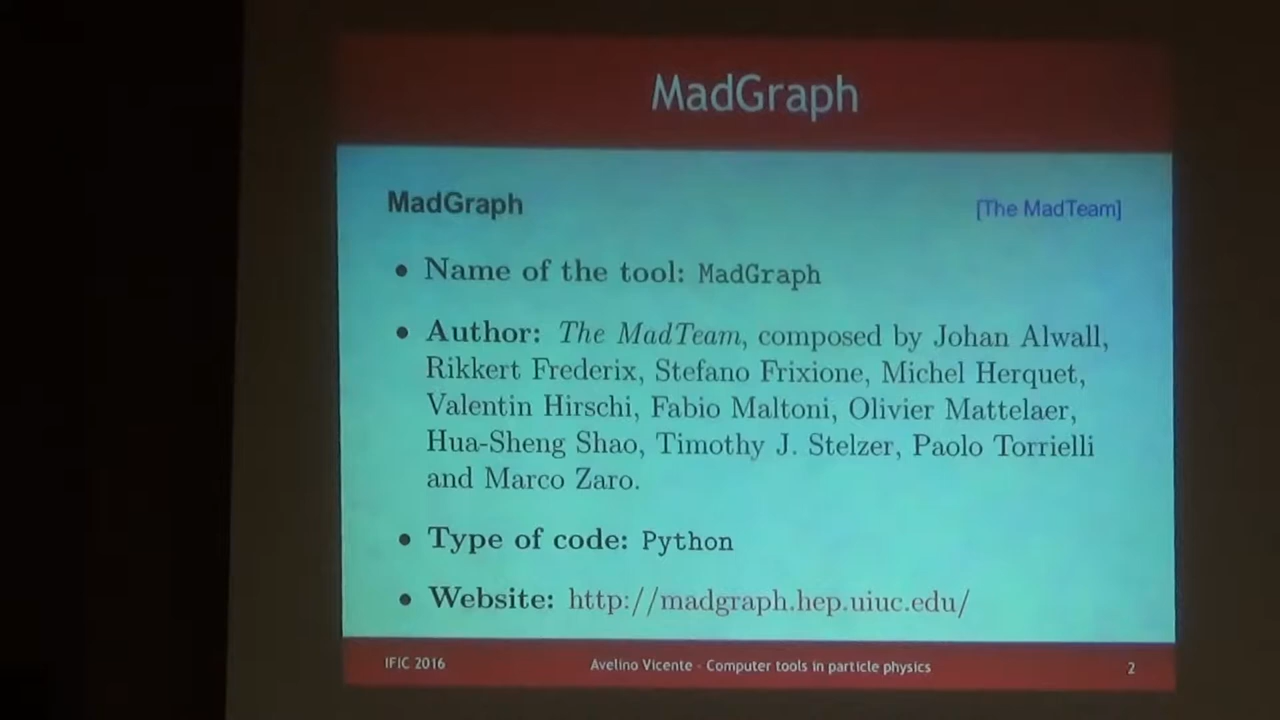 MadGraph
MadGraph
[The MadTeam]
• Name of the tool: MadGraph
• Author: The MadTeam, composed by Johan Alwall,
Rikkert Frederix, Stefano Frixione, Michel Herquet,
Valentin Hirschi, Fabio Maltoni, Olivier Mattelaer,
Hua-Sheng Shao, Timothy J. Stelzer, Paolo Torrielli
and Marco Zaro.
• Type of code: Python
• Website: http://madgraph.hep.uiuc.edu/
IFIC 2016
Avelino Vicente - Computer tools in particle physics
2